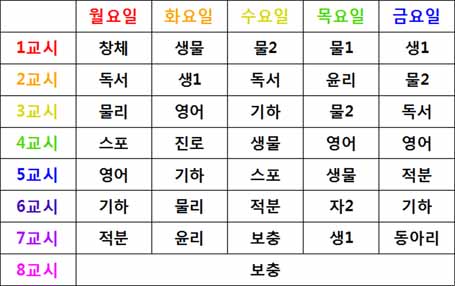 월요일 화요일 수요일 목요일 금요일
1교시 창체 생물 물2 물1 생1
2교시 독서 생1 독서 윤리 물2
3교시 물리 영어 기하 물2 독서
4교시 스포 진로 생물 영어 영어
5교시 영어 기하 스포 생물 적분
6교시 기하 물리 적분 자2 기하
7교시 적분 윤리 보충 생1 동아리
8교시 보충